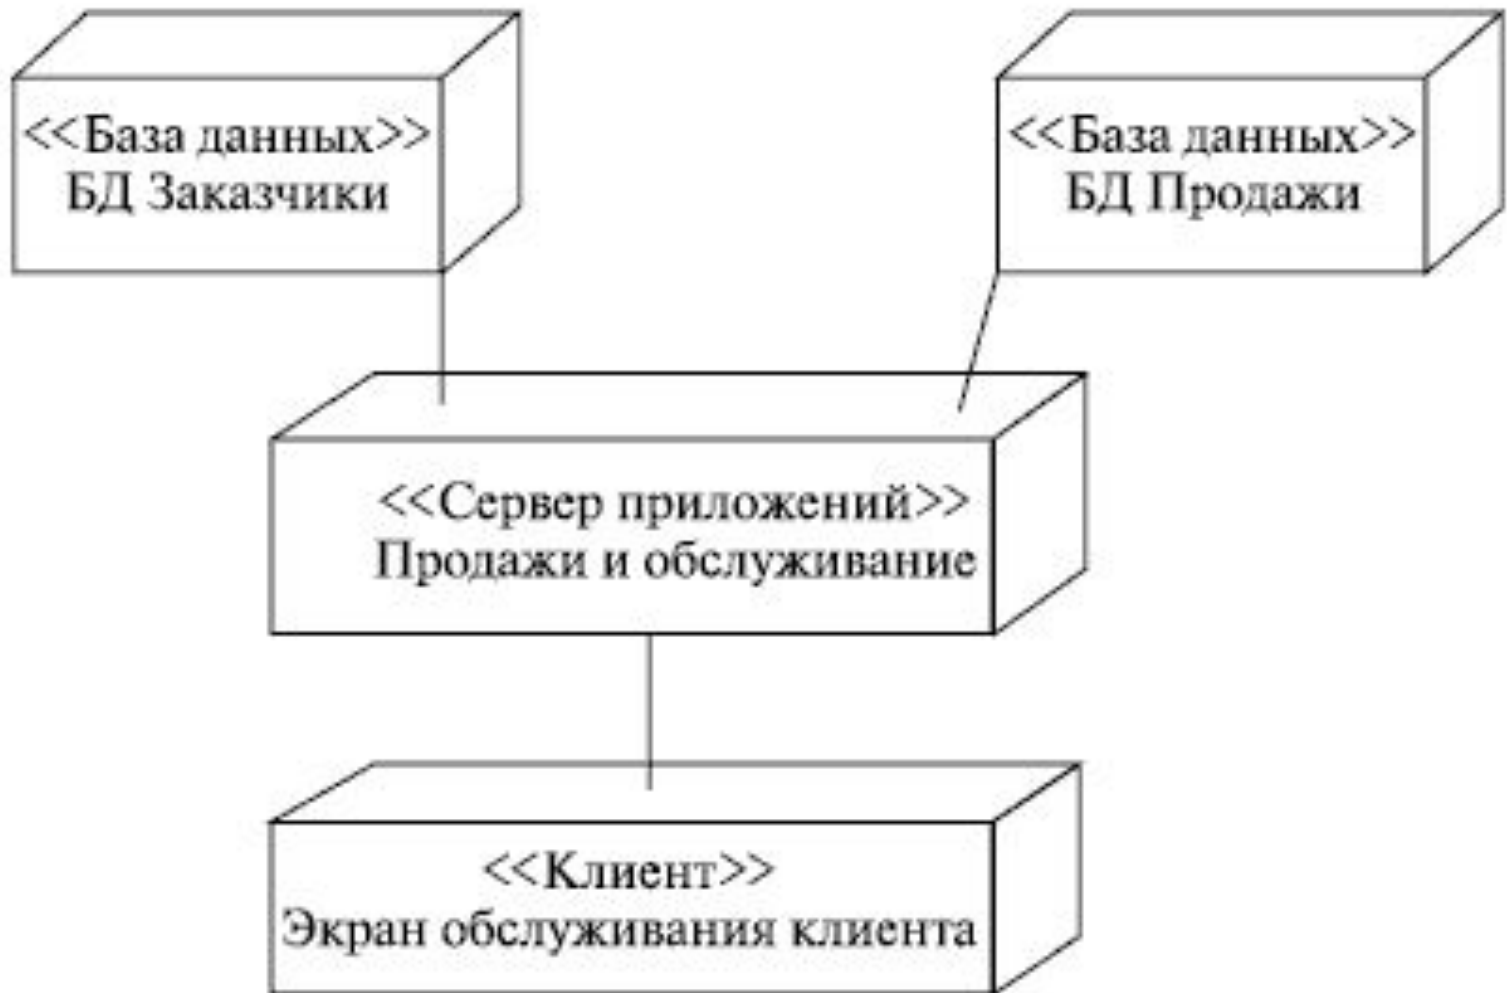 <<База данных>>
БД Заказчики
<<База данных>>
БД Продажи
<<Сервер приложений>>
Продажи и обслуживание
<<Клиент>>
Экран обслуживания клиента